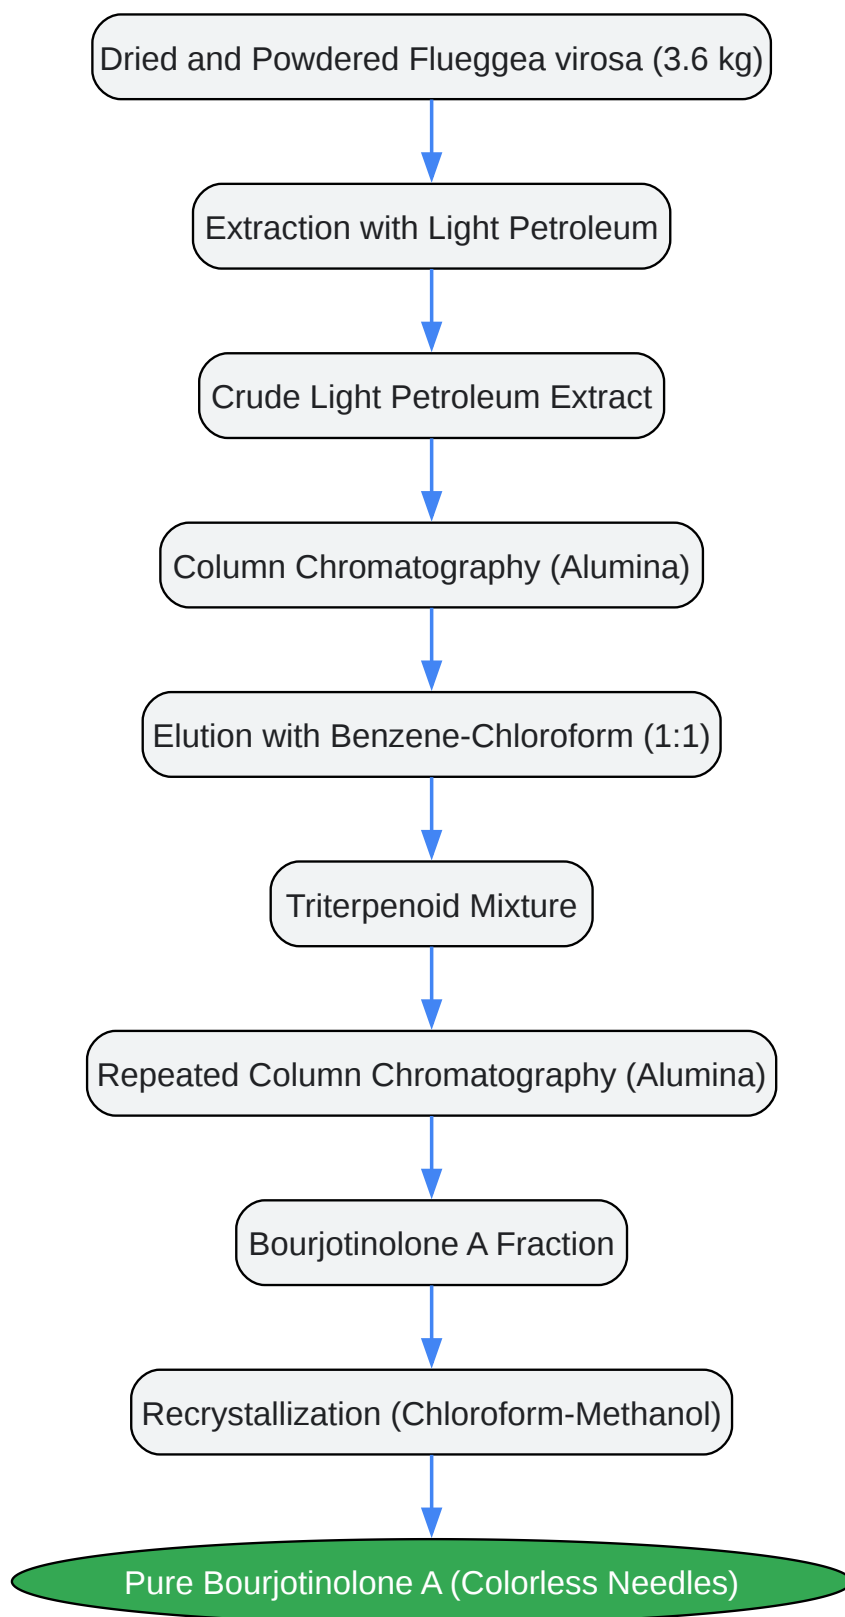 Dried and Powdered Flueggea virosa (3.6 kg)
Extraction with Light Petroleum
Crude Light Petroleum Extract
Column Chromatography (Alumina)
Elution with Benzene-Chloroform (1:1)
Triterpenoid Mixture
Repeated Column Chromatography (Alumina)
Bourjotinolone A Fraction
Recrystallization (Chloroform-Methanol)
Pure Bourjotinolone A (Colorless Needles)